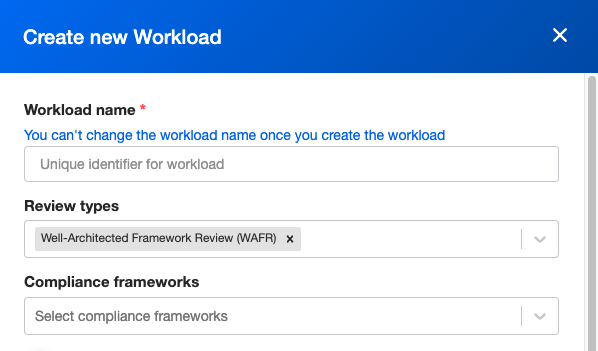 Create new Workload
Workload name *
You can't change the workload name once you create the workload
Unique identifier for workload
Review types
Well-Architected Framework Review (WAFR) ×
Compliance frameworks
Select compliance frameworks